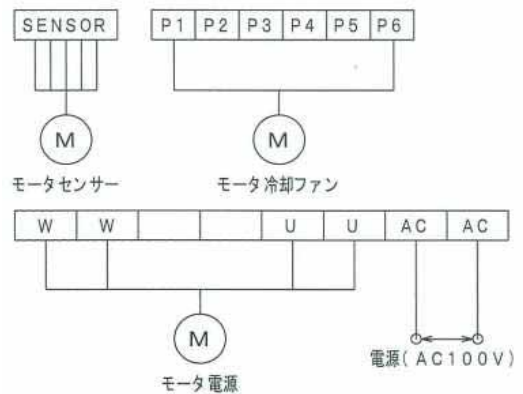 SENSOR P1 P2 P3 P4 P5 P6
M M
モータセンサー モータ冷却ファン
W W U U AC AC
M
電源(AC100V)
モータ電源